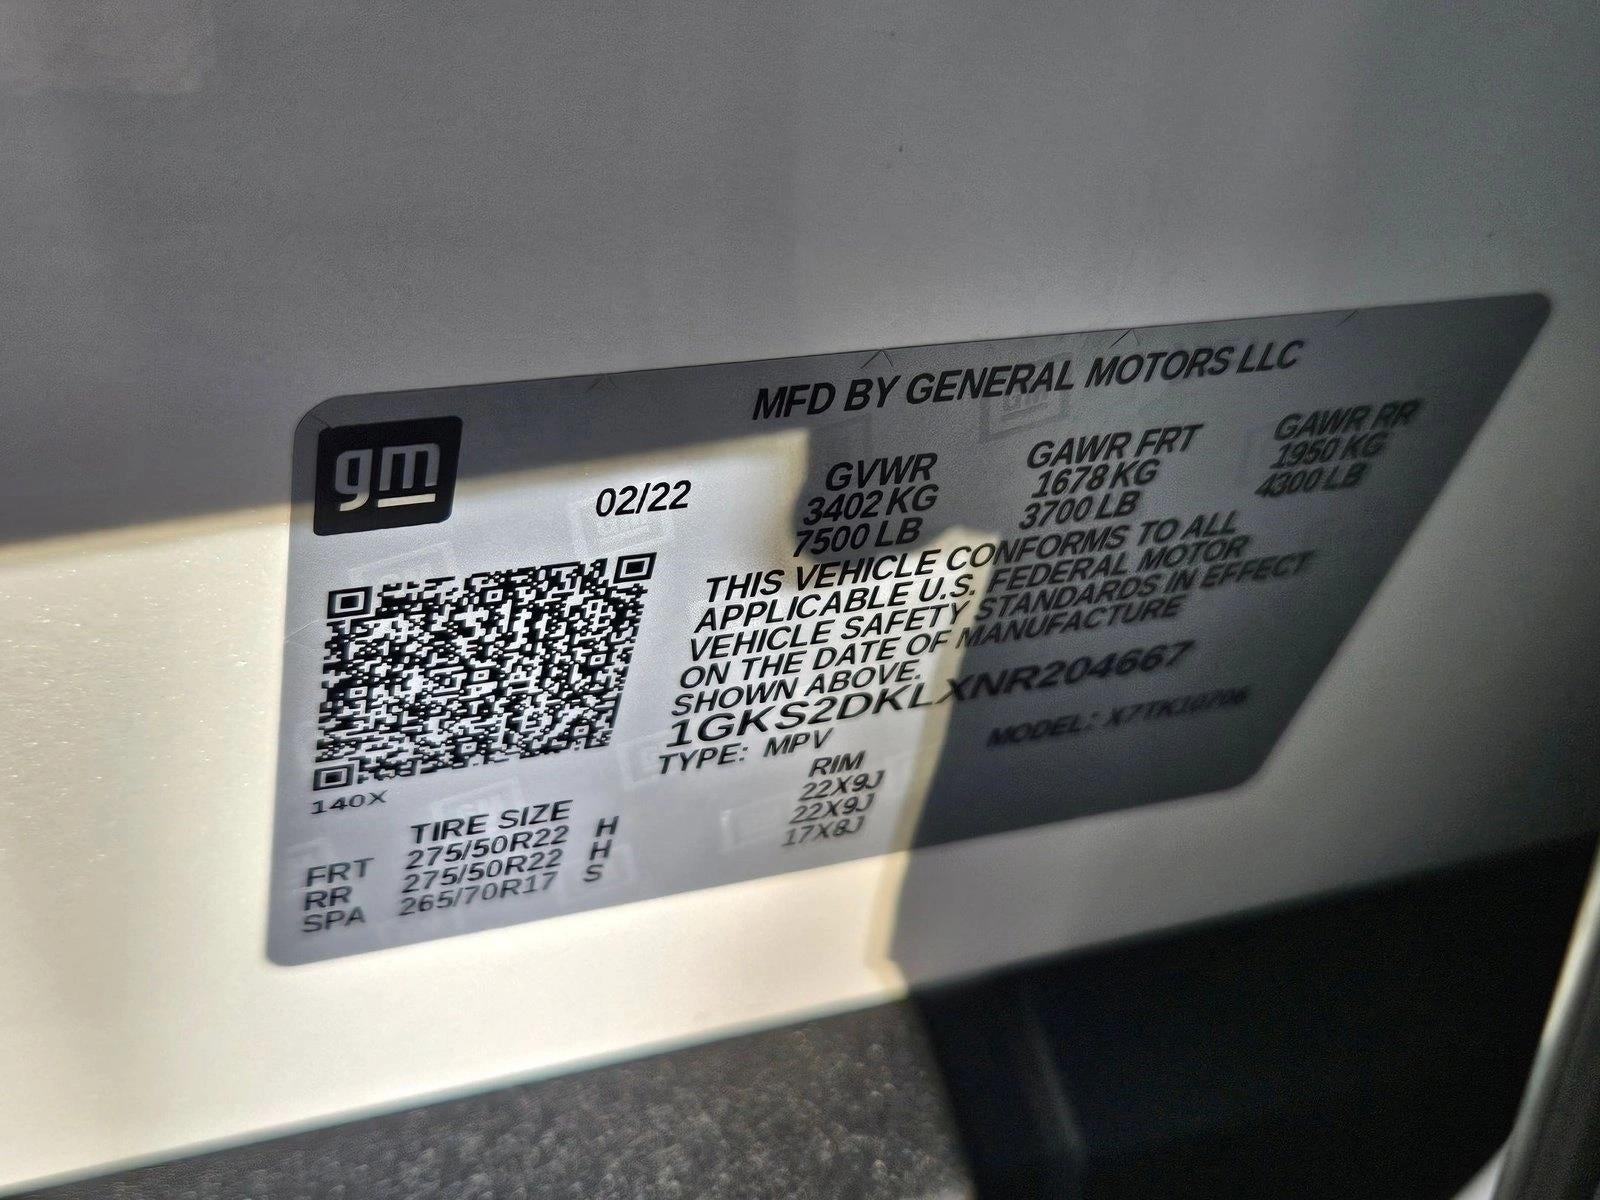 gm
MFD BY GENERAL MOTORS LLC
02/22
GVWR
3402 KG
7500 LB
GAWR FRT
1678 KG
3700 LB
GAWR RR
1950 KG
4300 LB
THIS VEHICLE CONFORMS TO ALL
APPLICABLE U.S. FEDERAL MOTOR
VEHICLE SAFETY STANDARDS IN EFFECT
ON THE DATE OF MANUFACTURE
SHOWN ABOVE.
1GKS2DKLXNR204667
TYPE: MPV
MODEL: X7TK10706
140X
TIRE SIZE
RIM
FRT 275/50R22 H 22X9J
RR 275/50R22 H 22X9J
SPA 265/70R17 S 17X8J